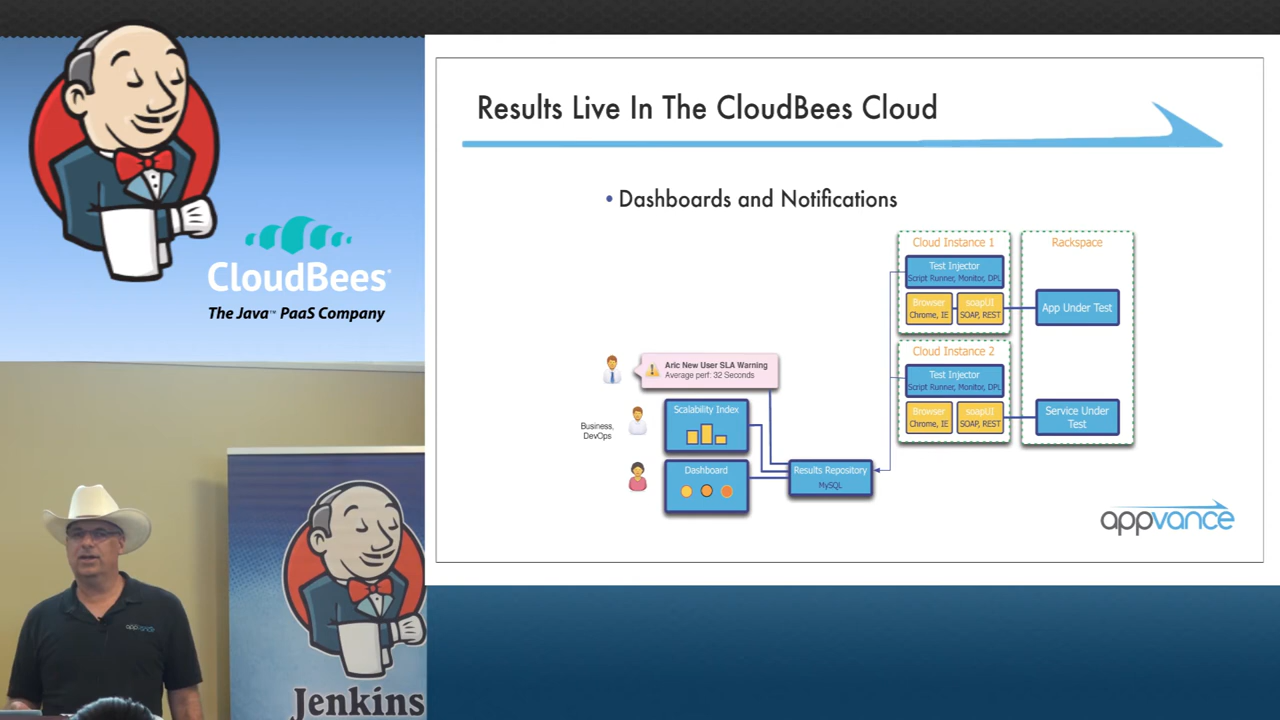 CloudBees
The Java™ PaaS Company
appvance
Jenkins
Results Live In The CloudBees Cloud
• Dashboards and Notifications
Cloud Instance 1
Test Injector
Script Runner, Monitor, DPL
Browser
Chrome, IE
soapUI
SOAP, REST
Rackspace
App Under Test
Cloud Instance 2
Test Injector
Script Runner, Monitor, DPL
Browser
Chrome, IE
soapUI
SOAP, REST
Service Under
Test
Aric New User SLA Warning
Average perf: 32 Seconds
Business,
DevOps
Scalability Index
Dashboard
Results Repository
MySQL
appvance